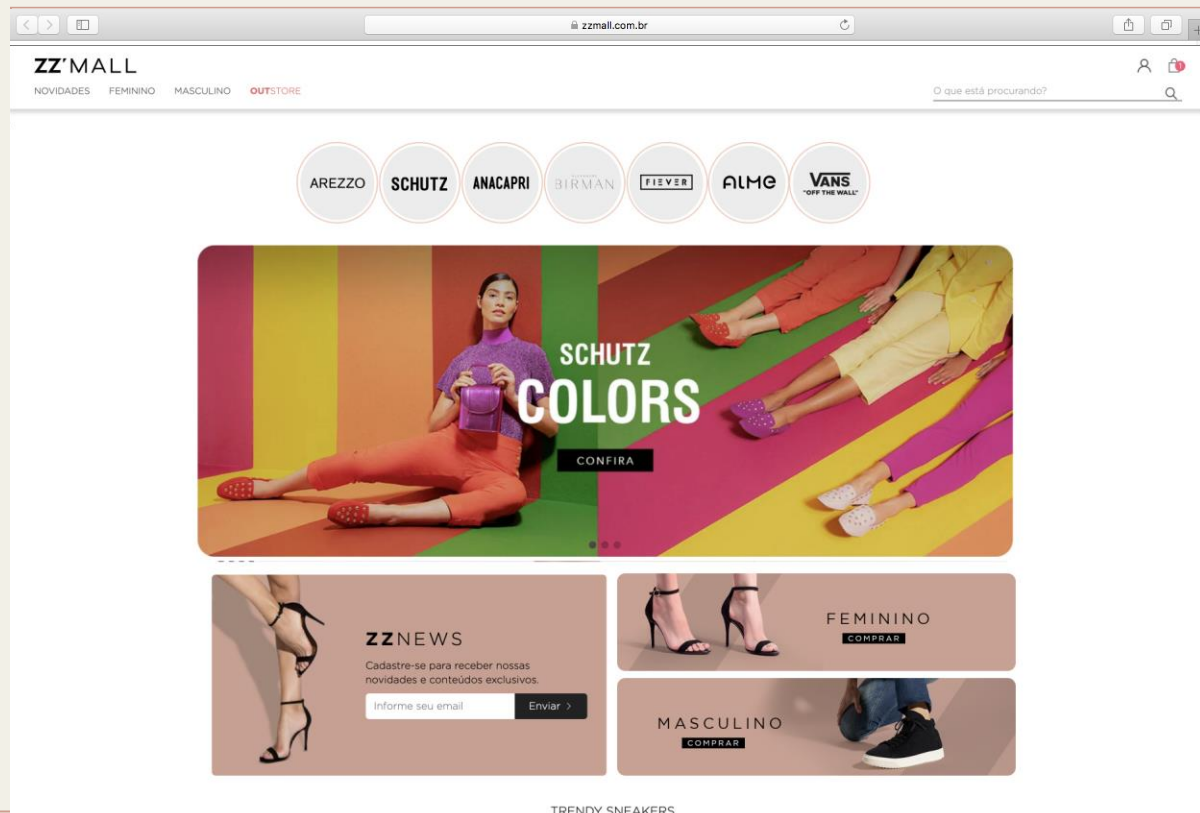 zzmall.com.br
ZZ'MALL
NOVIDADES FEMININO MASCULINO OUTSTORE
O que está procurando?
1
AREZZO
SCHUTZ
ANACAPRI
BIRMAN
FIEVER
ALME
VANS
"OFF THE WALL"
SCHUTZ
COLORS
CONFIRA
ZZNEWS
Cadastre-se para receber nossas
novidades e conteúdos exclusivos.
Informe seu email
Enviar >
FEMININO
COMPRAR
MASCULINO
COMPRAR
TRENDY SNEAKERS